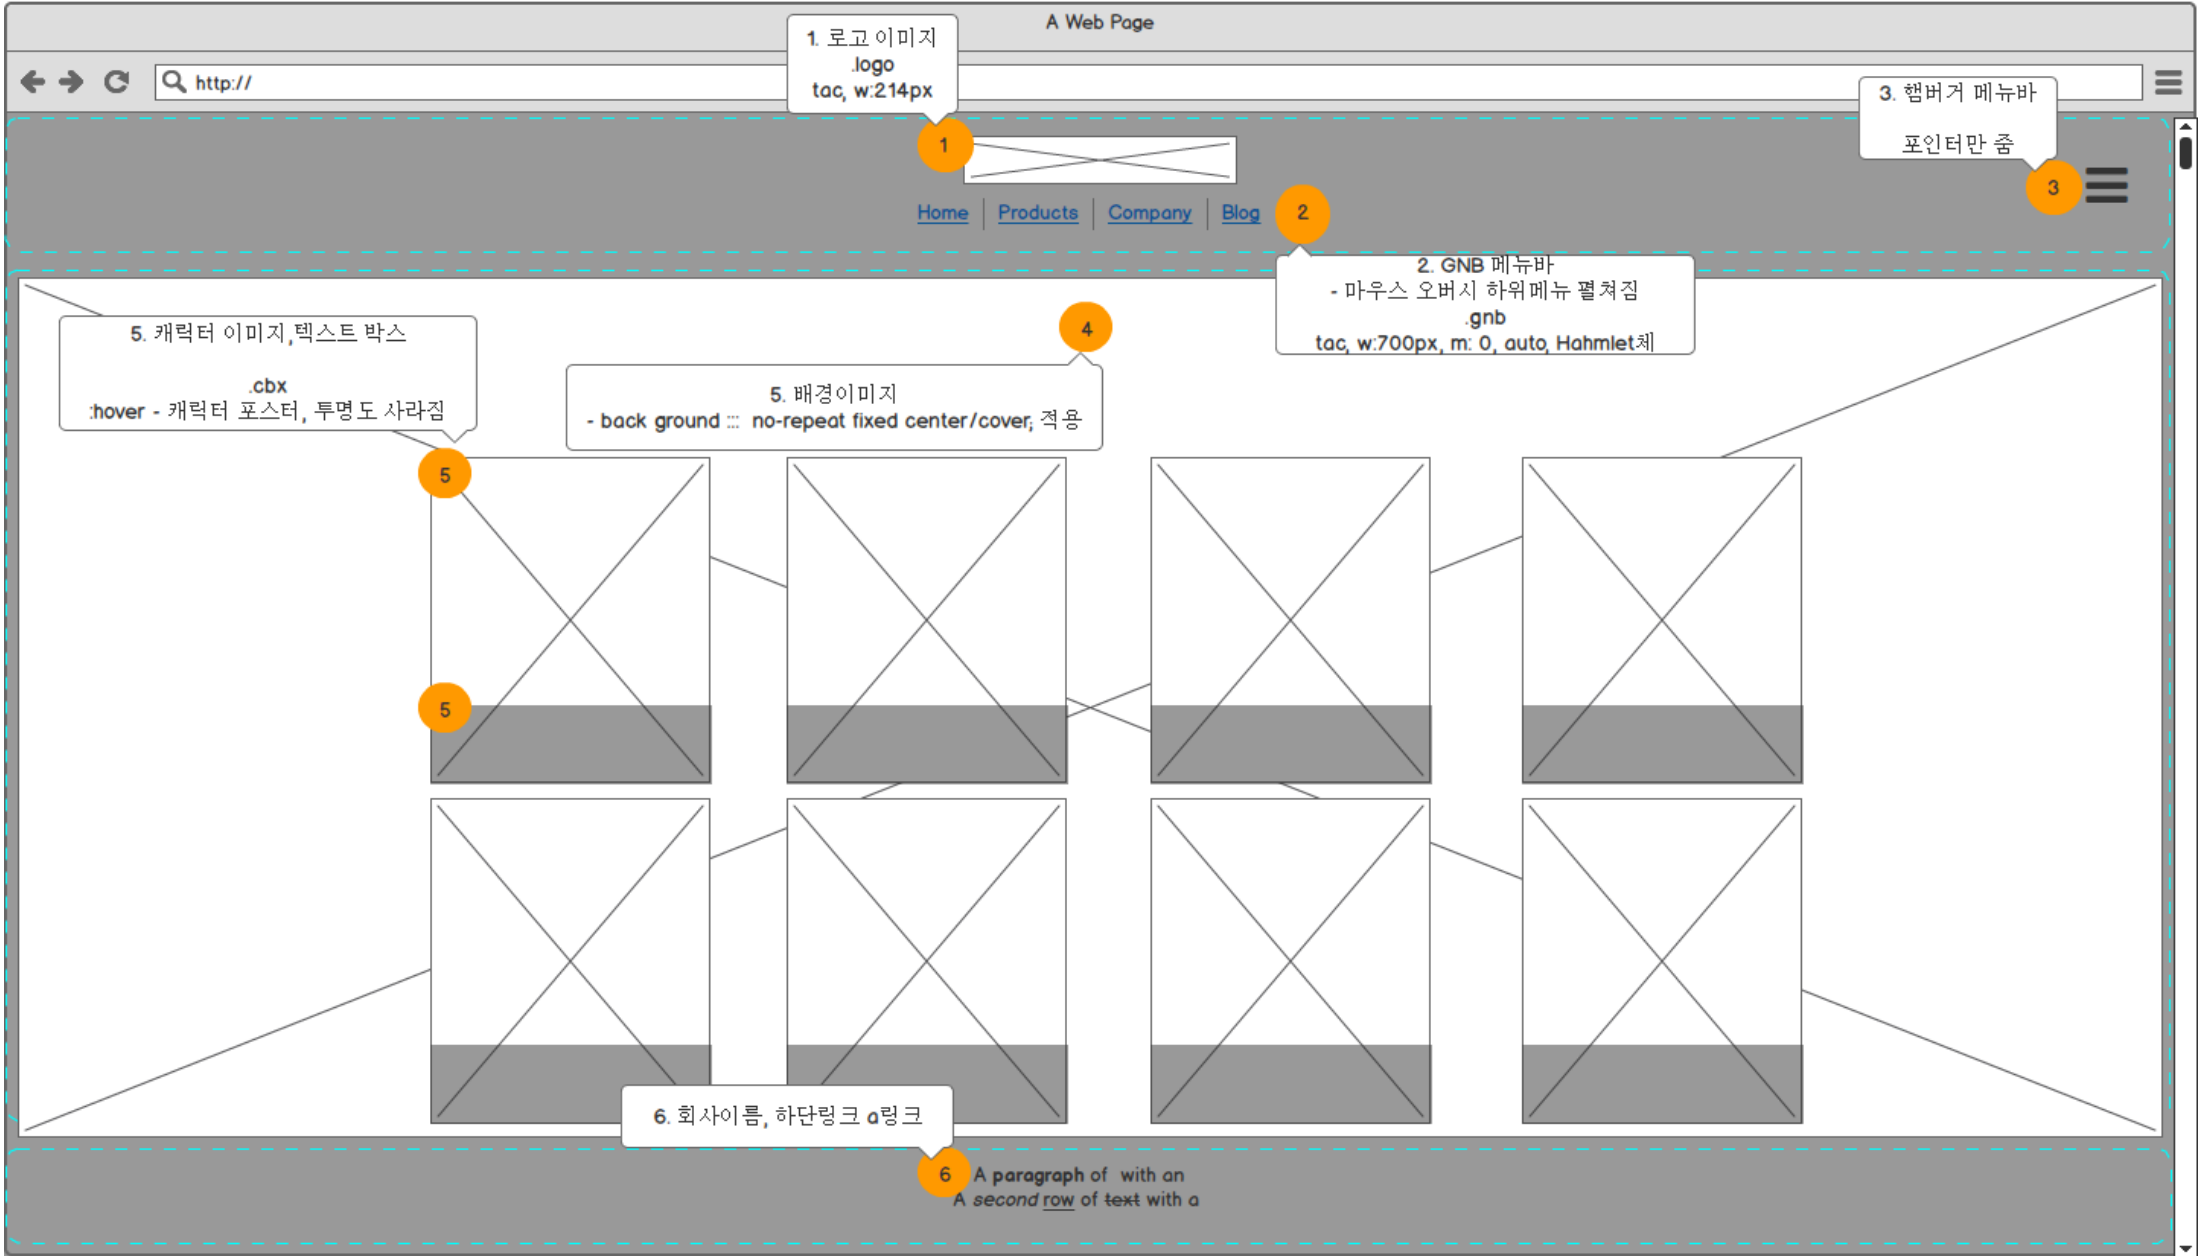 A Web Page
http://
1. 로고 이미지
.logo
tac, w:214px
3. 햄버거 메뉴바
포인터만 줌
1
3
Home
Products
Company
Blog
2
2. GNB 메뉴바
- 마우스 오버시 하위메뉴 펼쳐짐
.gnb
tac, w:700px, m: 0, auto, Hahmlet체
4
5. 캐릭터 이미지,텍스트 박스
.cbx
:hover - 캐릭터 포스터, 투명도 사라짐
5. 배경이미지
- back ground ::: no-repeat fixed center/cover; 적용
5
5
6. 회사이름, 하단링크 a링크
6
A paragraph of with an
A second row of text with a